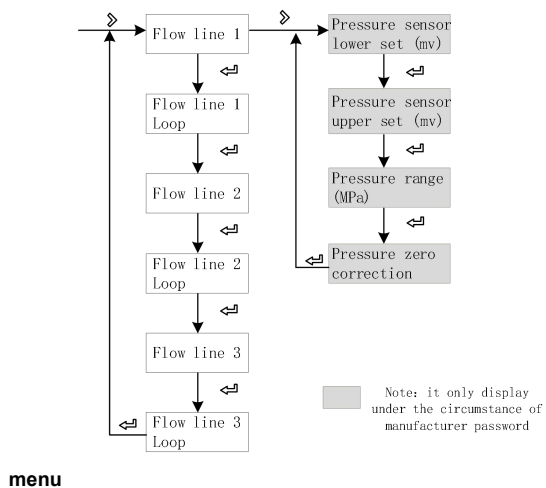 Flow line 1
Flow line 1
Loop
Flow line 2
Flow line 2
Loop
Flow line 3
Flow line 3
Loop
Pressure sensor
lower set (mv)
Pressure sensor
upper set (mv)
Pressure range
(MPa)
Pressure zero
correction
Note: it only display
under the circumstance of
manufacturer password
menu